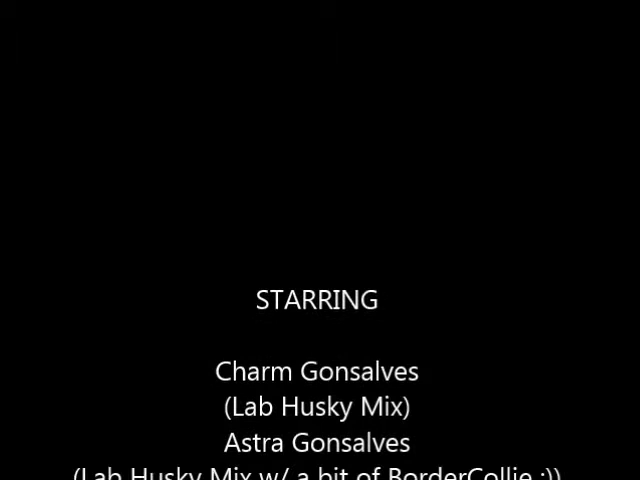 STARRING
Charm Gonsalves
(Lab Husky Mix)
Astra Gonsalves
(Lab Husky Mix w/ a bit of BorderCollie :))